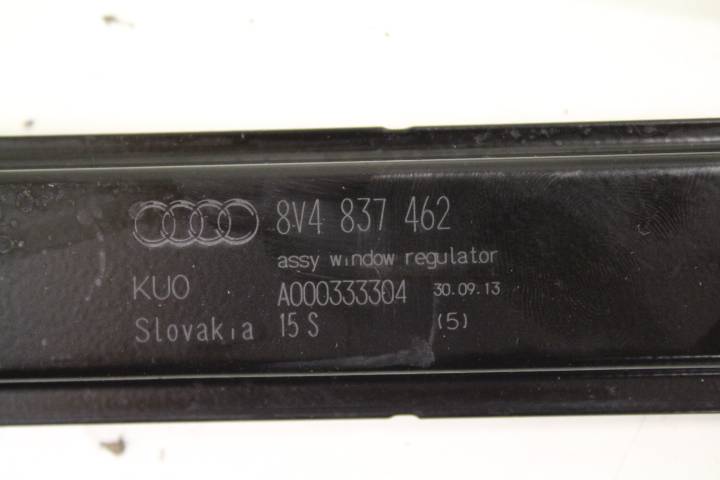 8V4 837 462
assy window regulator
KUO A000333304 30.09.13
Slovakia 15 S (5)